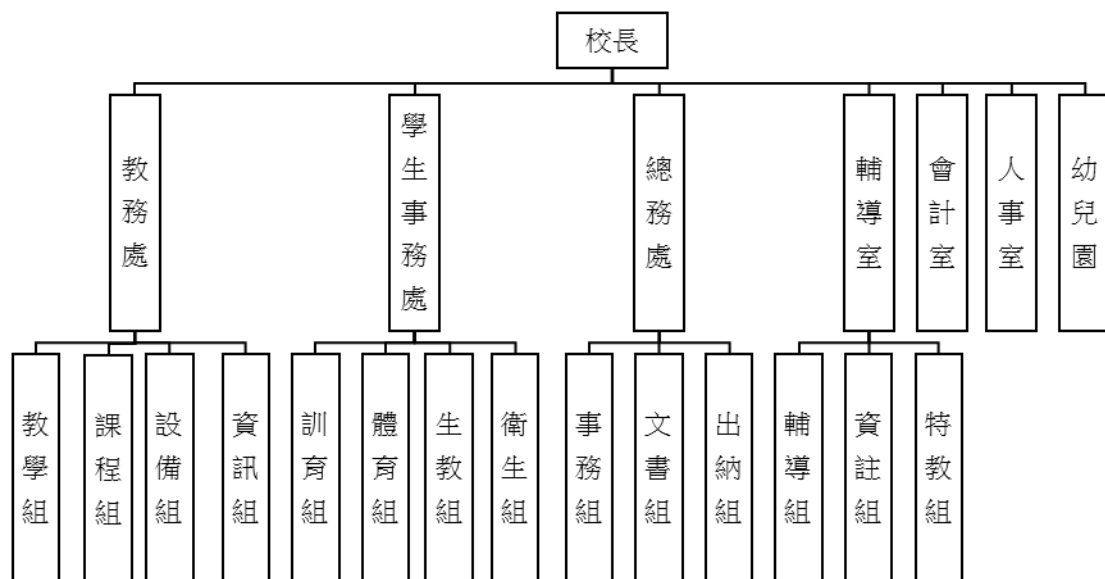 校長
教務處
學生事務處
總務處
輔導室
會計室
人事室
幼兒園
教學組
課程組
設備組
資訊組
訓育組
體育組
生教組
衛生組
事務組
文書組
出納組
輔導組
資註組
特教組